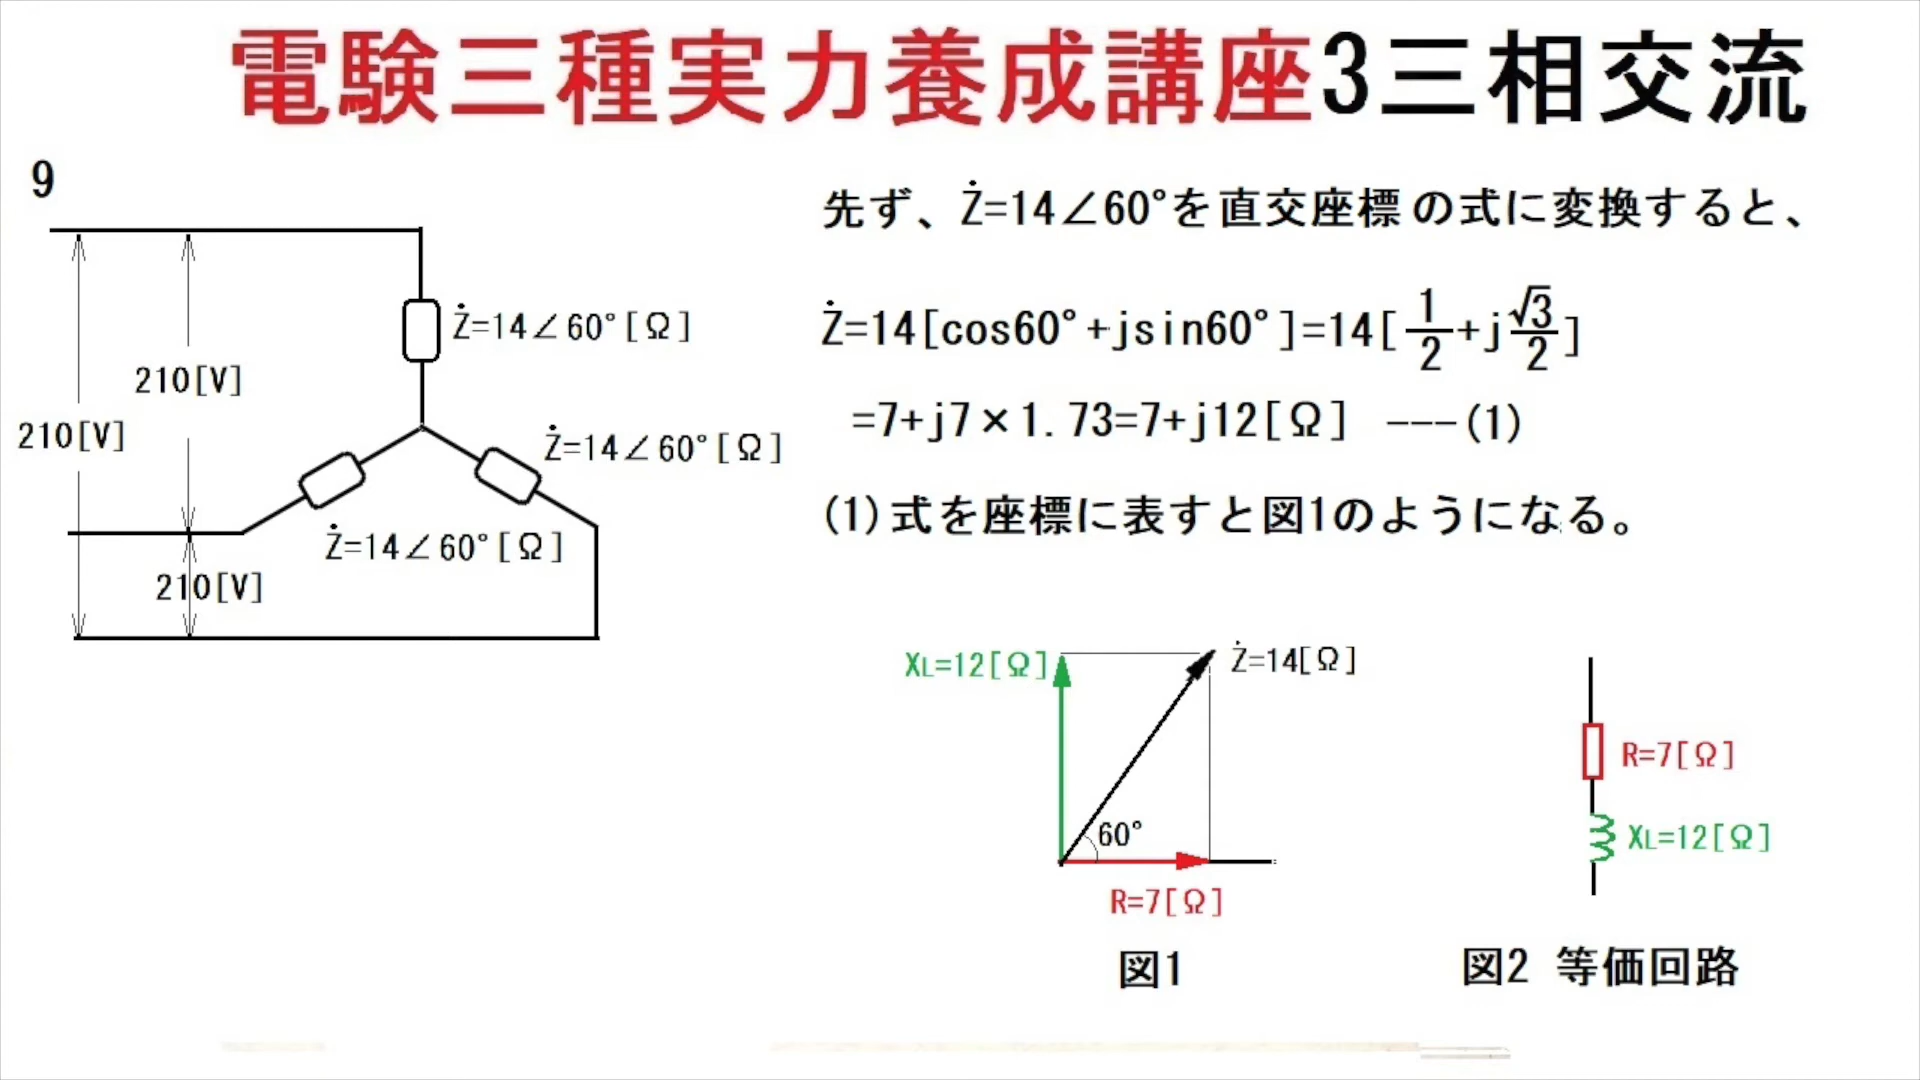 電験三種実力養成講座3三相交流
9
210[V]
210[V]
210[V]
Ż=14∠60°[Ω]
Ż=14∠60°[Ω]
Ż=14∠60°[Ω]
先ず、Ż=14∠60°を直交座標の式に変換すると、
Ż=14[cos60°+jsin60°]=14[1/2+j√3/2]
=7+j7×1.73=7+j12[Ω] ---(1)
(1)式を座標に表すと図1のようになる。
XL=12[Ω]
Ż=14[Ω]
60°
R=7[Ω]
図1
R=7[Ω]
XL=12[Ω]
図2 等価回路